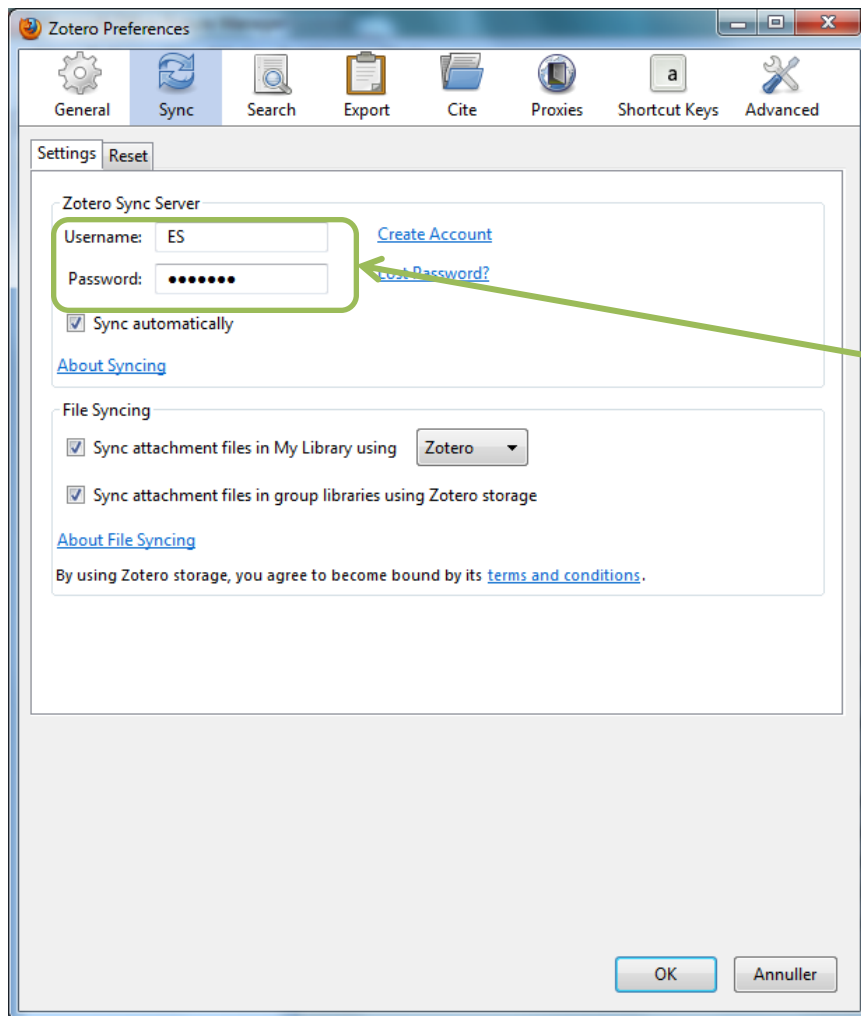 Zotero Preferences
General Sync Search Export Cite Proxies a Shortcut Keys Advanced
Settings Reset
Zotero Sync Server
Username: ES Create Account
Password: ••••••• Lost Password?
Sync automatically
About Syncing
File Syncing
Sync attachment files in My Library using Zotero
Sync attachment files in group libraries using Zotero storage
About File Syncing
By using Zotero storage, you agree to become bound by its terms and conditions.
OK Annuller